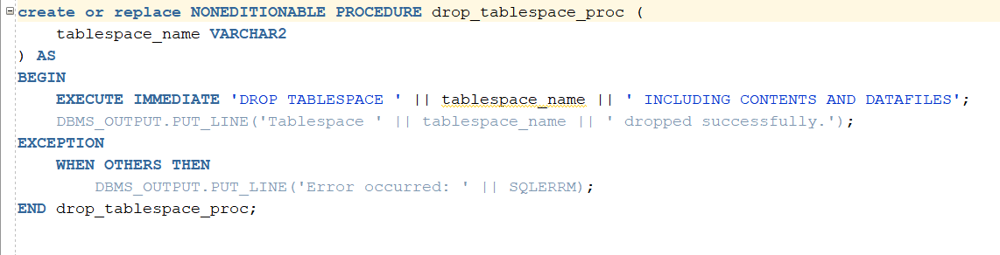 create or replace NONEDITIONABLE PROCEDURE drop_tablespace_proc (
    tablespace_name VARCHAR2
) AS
BEGIN
    EXECUTE IMMEDIATE 'DROP TABLESPACE ' || tablespace_name || ' INCLUDING CONTENTS AND DATAFILES';
    DBMS_OUTPUT.PUT_LINE('Tablespace ' || tablespace_name || ' dropped successfully.');
EXCEPTION
    WHEN OTHERS THEN
        DBMS_OUTPUT.PUT_LINE('Error occurred: ' || SQLERRM);
END drop_tablespace_proc;